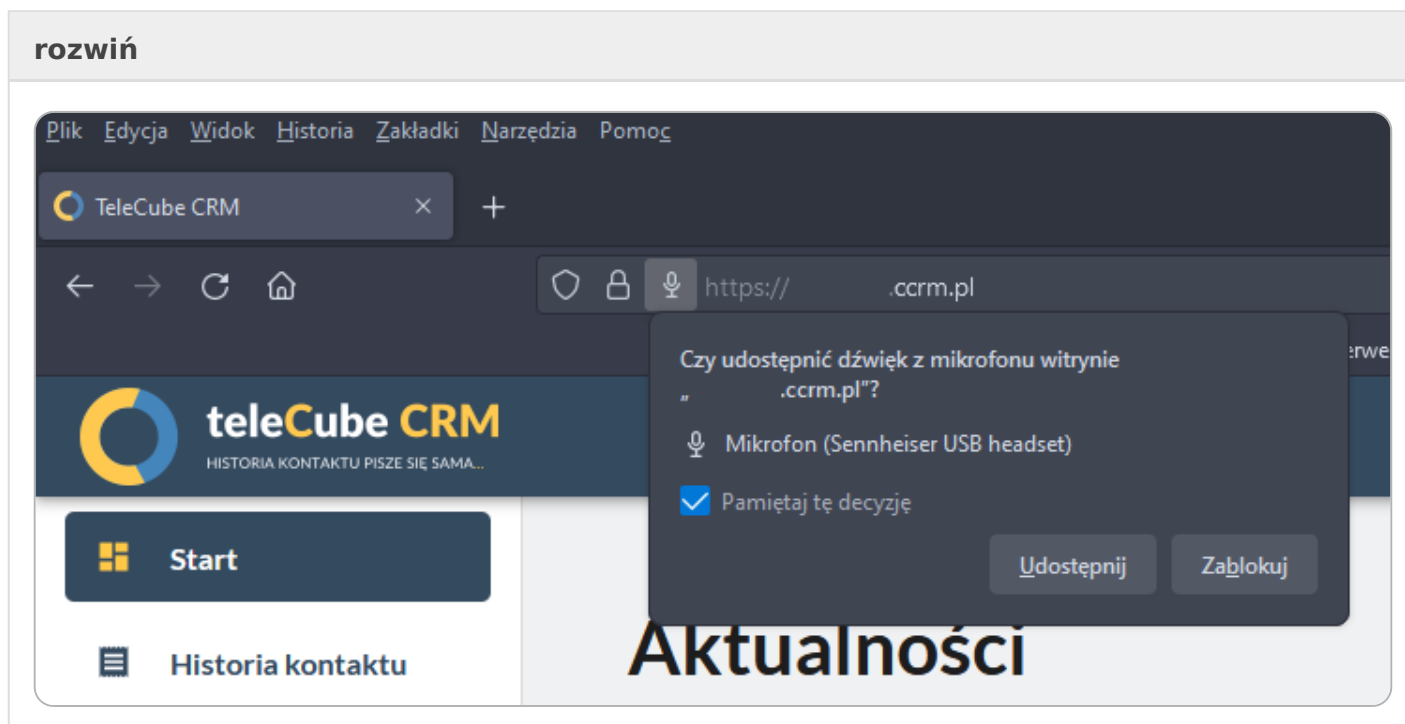 rozwiń
Plik Edycja Widok Historia Zakładki Narzędzia Pomoc
TeleCube CRM
https:// .ccrm.pl
Czy udostępnić dźwięk z mikrofonu witrynie
„ .ccrm.pl”?
erwe
teleCube CRM
HISTORIA KONTAKTU PISZE SIĘ SAMA...
Mikrofon (Sennheiser USB headset)
Pamiętaj tę decyzję
Udostępnij Zablokuj
Start
Aktualności
Historia kontaktu